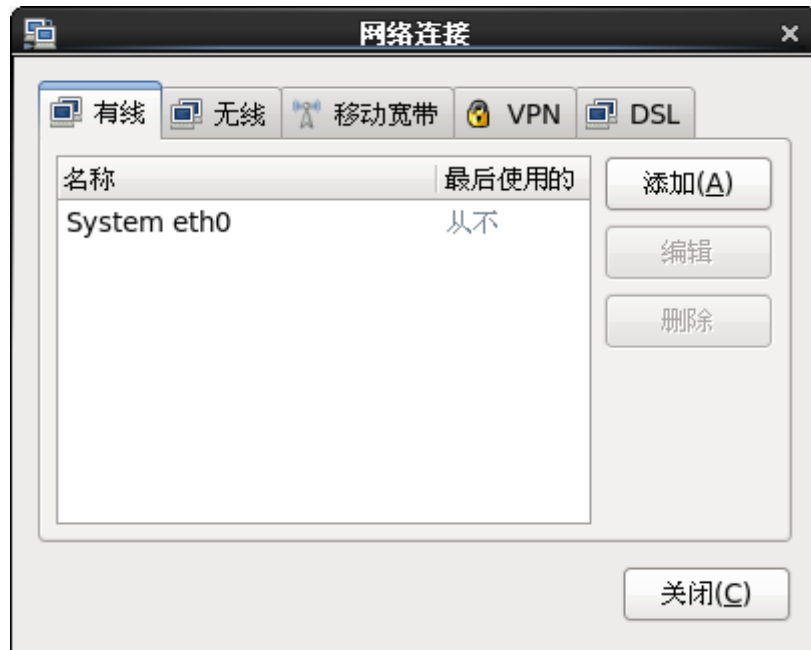 网络连接
有线 无线 移动宽带 VPN DSL
名称 最后使用的 添加(A)
System eth0 从不
编辑
删除
关闭(C)